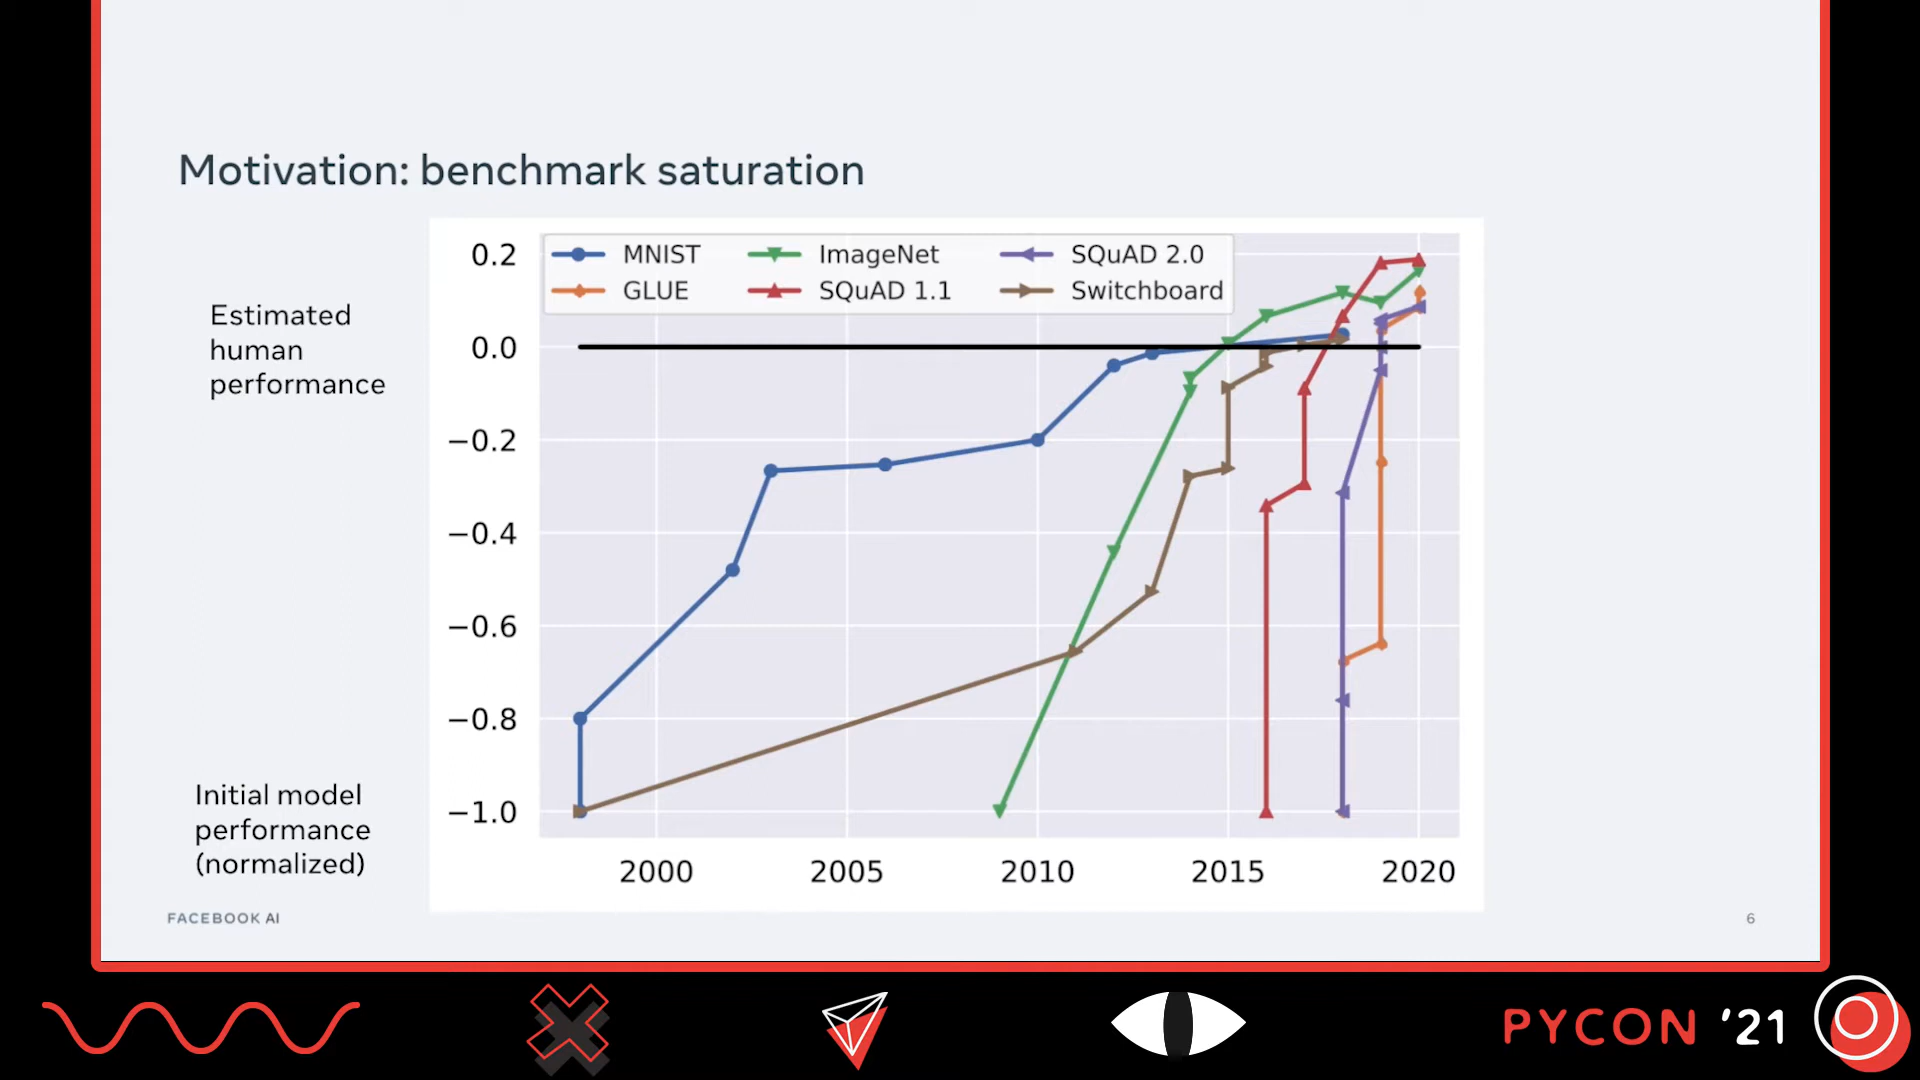 Motivation: benchmark saturation
Estimated
human
performance
Initial model
performance
(normalized)
MNIST
ImageNet
SQuAD 2.0
GLUE
SQuAD 1.1
Switchboard
0.2
0.0
−0.2
−0.4
−0.6
−0.8
−1.0
2000
2005
2010
2015
2020
FACEBOOK AI
6
PYCON '21